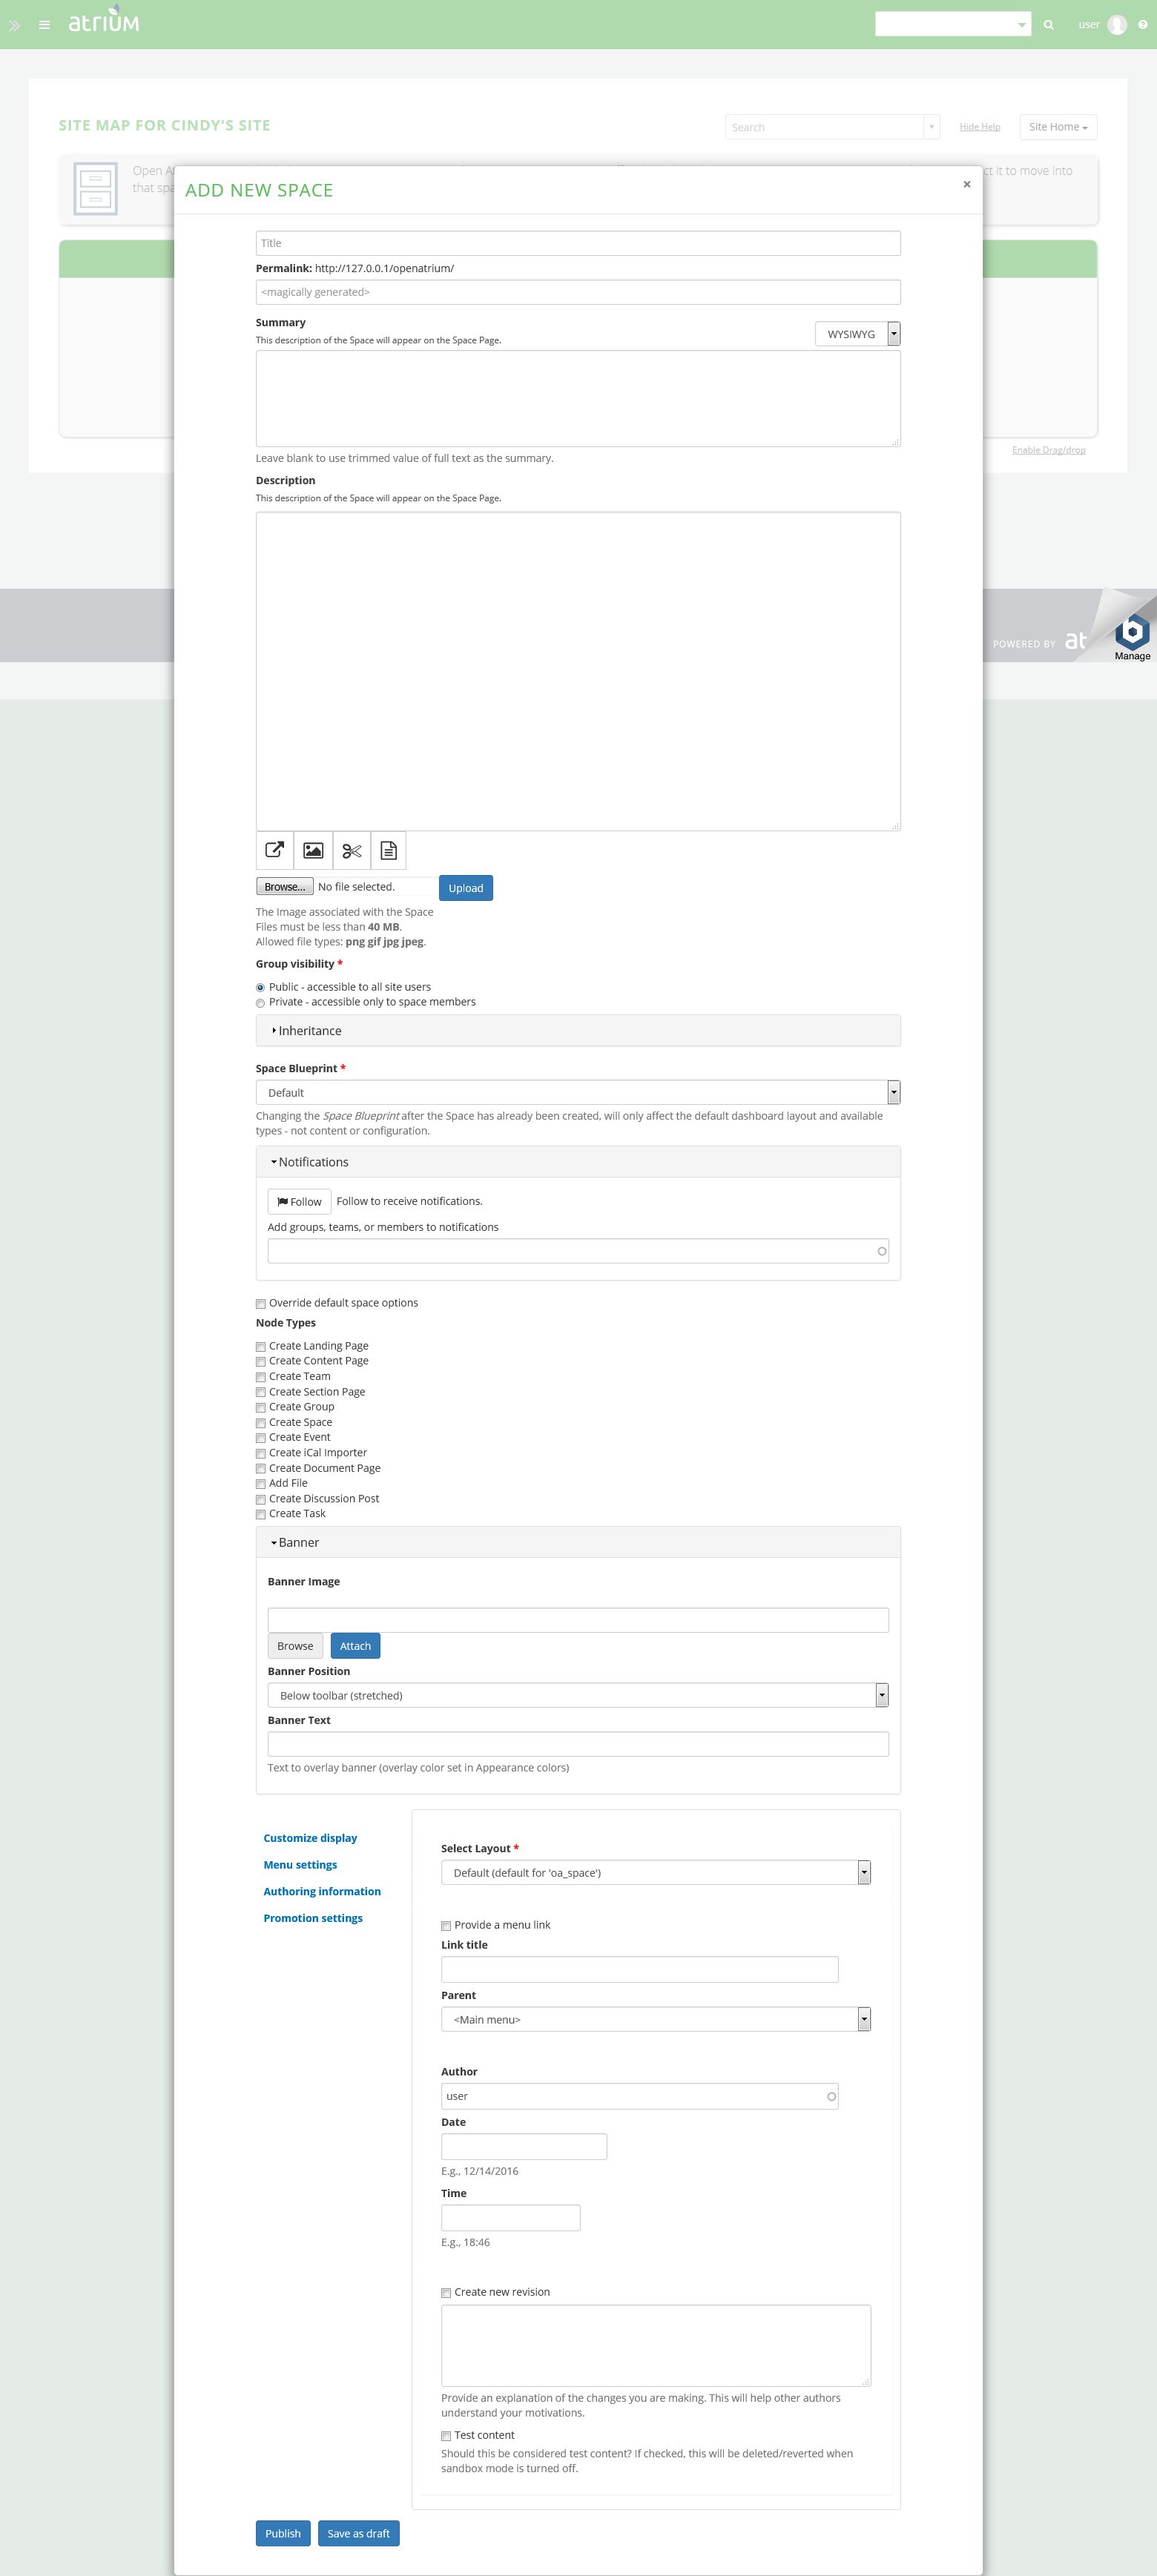 atrium
user
SITE MAP FOR CINDY'S SITE
Search
Hide Help
Site Home
Open At
ct it to move into
that spa
ADD NEW SPACE
×
Title
Permalink: http://127.0.0.1/openatrium/
<magically generated>
Summary
WYSIWYG
This description of the Space will appear on the Space Page.
Leave blank to use trimmed value of full text as the summary.
Enable Drag/drop
Description
This description of the Space will appear on the Space Page.
POWERED BY at
Manage
Browse... No file selected. Upload
The Image associated with the Space
Files must be less than 40 MB.
Allowed file types: png gif jpg jpeg.
Group visibility *
Public - accessible to all site users
Private - accessible only to space members
Inheritance
Space Blueprint *
Default
Changing the Space Blueprint after the Space has already been created, will only affect the default dashboard layout and available
types - not content or configuration.
Notifications
Follow Follow to receive notifications.
Add groups, teams, or members to notifications
Override default space options
Node Types
Create Landing Page
Create Content Page
Create Team
Create Section Page
Create Group
Create Space
Create Event
Create iCal Importer
Create Document Page
Add File
Create Discussion Post
Create Task
Banner
Banner Image
Browse Attach
Banner Position
Below toolbar (stretched)
Banner Text
Text to overlay banner (overlay color set in Appearance colors)
Customize display
Menu settings
Authoring information
Promotion settings
Select Layout *
Default (default for 'oa_space')
Provide a menu link
Link title
Parent
<Main menu>
Author
user
Date
E.g., 12/14/2016
Time
E.g., 18:46
Create new revision
Provide an explanation of the changes you are making. This will help other authors
understand your motivations.
Test content
Should this be considered test content? If checked, this will be deleted/reverted when
sandbox mode is turned off.
Publish Save as draft